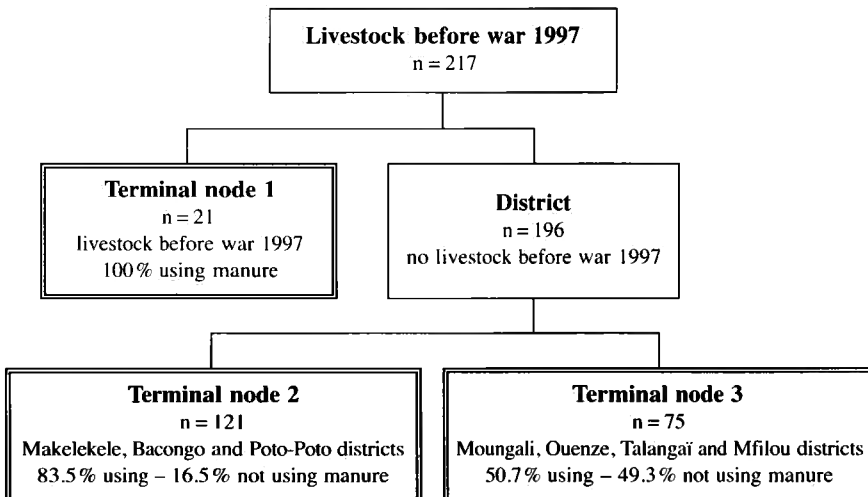 Livestock before war 1997
n = 217
Terminal node 1
n = 21
livestock before war 1997
100% using manure
District
n = 196
no livestock before war 1997
Terminal node 2
n = 121
Makelekele, Bacongo and Poto-Poto districts
83.5% using – 16.5% not using manure
Terminal node 3
n = 75
Moungali, Ouenze, Talangaï and Mfilou districts
50.7% using – 49.3% not using manure